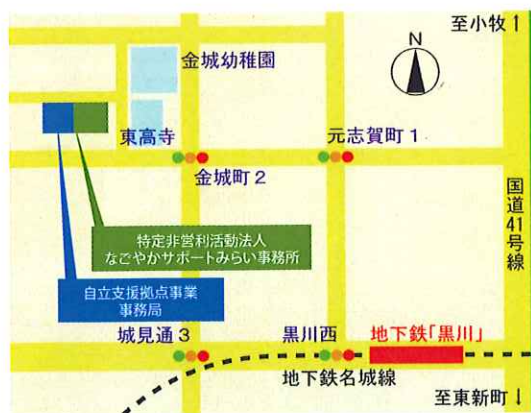 至小牧↑
金城幼稚園
N
東高寺
元志賀町1
金城町2
国道41号線
特定非営利活動法人
なごやかサポートみらい事務所
自立支援拠点事業
事務局
城見通3
黒川西
地下鉄「黒川」
地下鉄名城線
至東新町↓